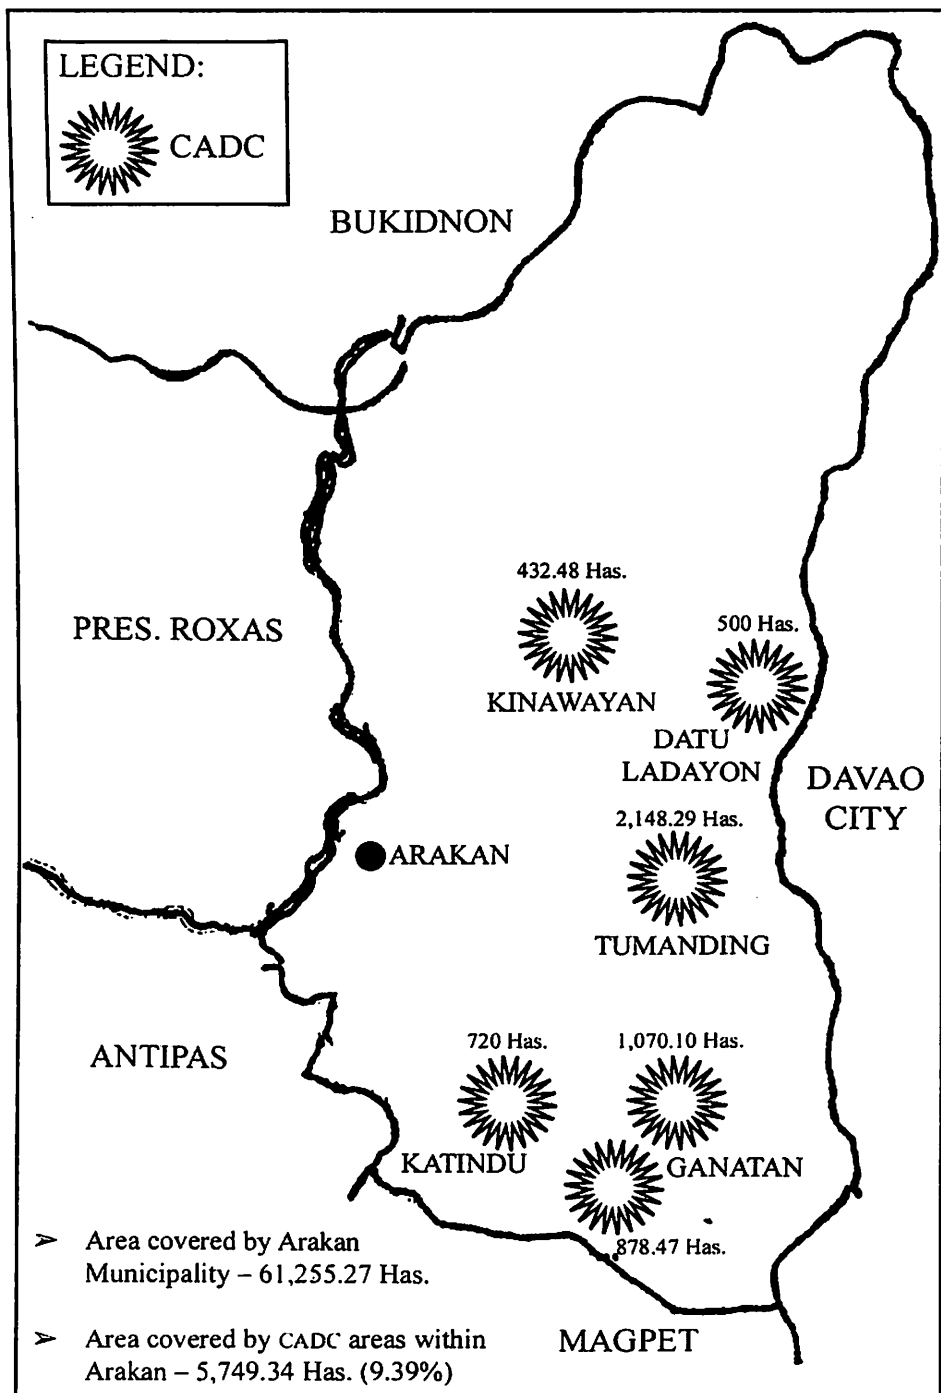 LEGEND:
CADC
BUKIDNON
PRES. ROXAS
432.48 Has.
KINAWAYAN
500 Has.
DATU
LADAYON
DAVAO
CITY
2,148.29 Has.
TUMANDING
ARAKAN
ANTIPAS
720 Has.
KATINDU
1,070.10 Has.
GANATAN
878.47 Has.
➢ Area covered by Arakan
Municipality – 61,255.27 Has.
➢ Area covered by CADC areas within
Arakan – 5,749.34 Has. (9.39%)
MAGPET